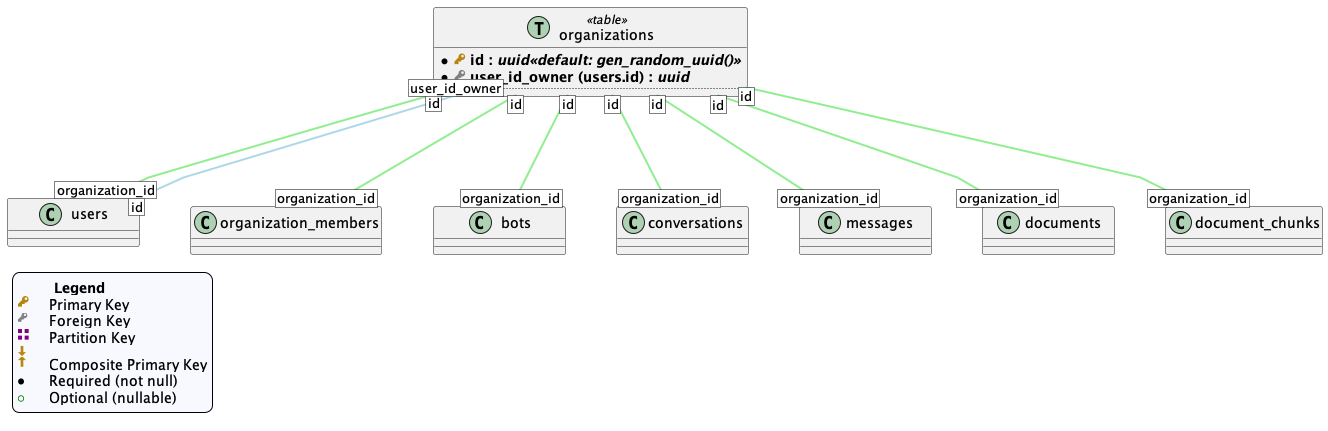 «table»
T organizations
id : uuid«default: gen_random_uuid()»
user_id_owner (users.id) : uuid
user_id_owner
id
id
id
id
id
id
id
organization_id
id
organization_id
organization_id
organization_id
organization_id
organization_id
organization_id
C users
C organization_members
C bots
C conversations
C messages
C documents
C document_chunks
Legend
Primary Key
Foreign Key
Partition Key
Composite Primary Key
Required (not null)
Optional (nullable)